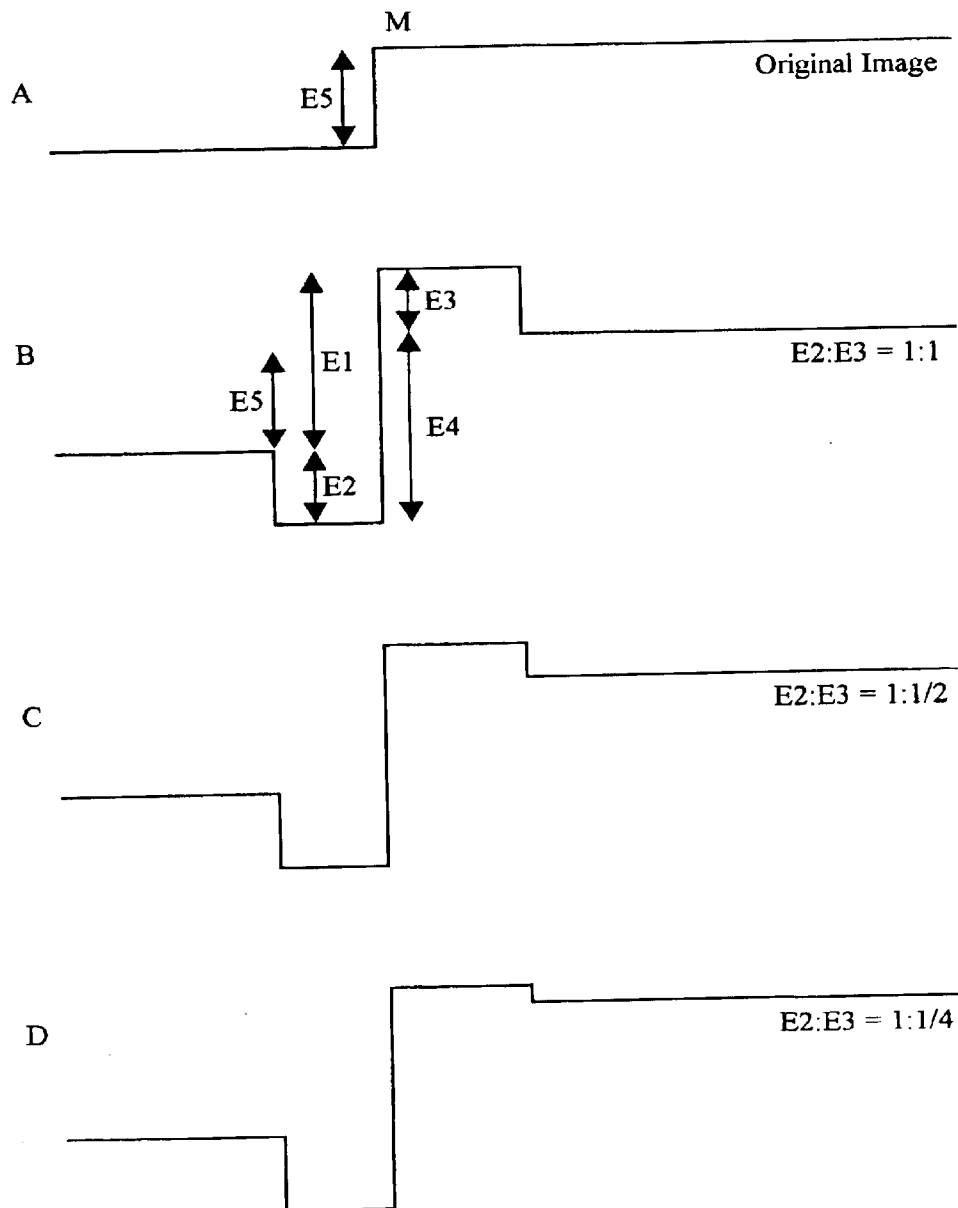 M
Original Image
A
E5
E3
B
E1
E2:E3 = 1:1
E5
E4
E2
C
E2:E3 = 1:1/2
D
E2:E3 = 1:1/4